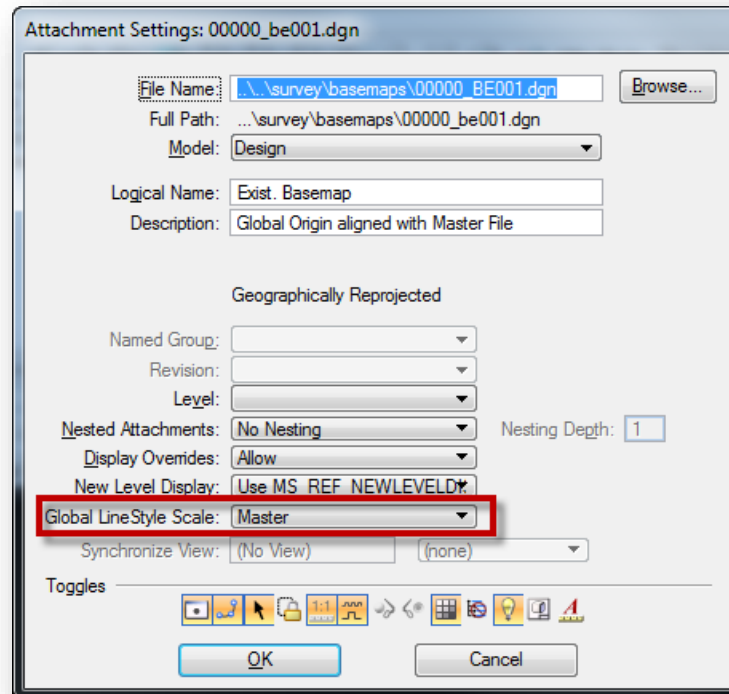 Attachment Settings: 00000_be001.dgn
File Name: ..\..\survey\basemaps\00000_BE001.dgn Browse...
Full Path: ...\survey\basemaps\00000_be001.dgn
Model: Design
Logical Name: Exist. Basemap
Description: Global Origin aligned with Master File
Geographically Reprojected
Named Group:
Revision:
Level:
Nested Attachments: No Nesting Nesting Depth: 1
Display Overrides: Allow
New Level Display: Use MS_REF_NEWLEVELDI
Global LineStyle Scale: Master
Synchronize View: (No View) (none)
Toggles
1:1 A
OK Cancel